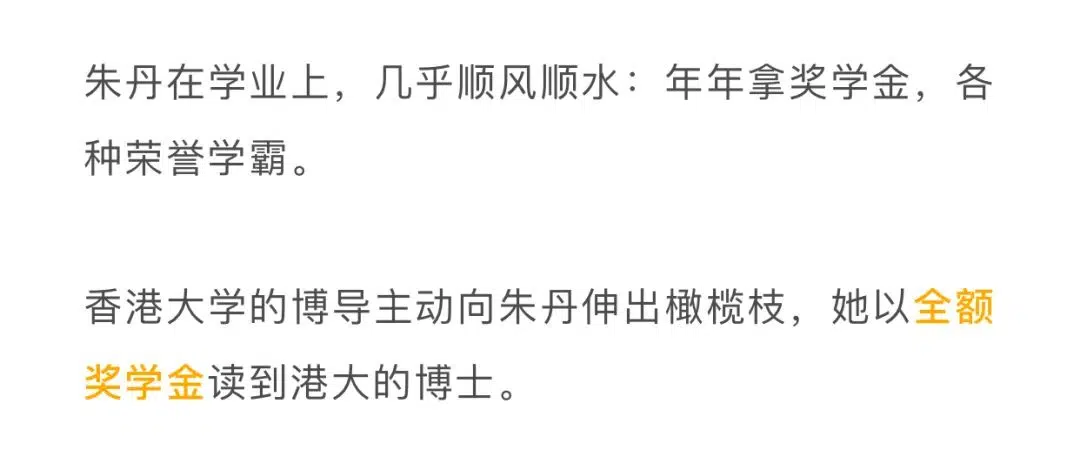 朱丹在学业上，几乎顺风顺水：年年拿奖学金，各
种荣誉学霸。
香港大学的博导主动向朱丹伸出橄榄枝，她以全额
奖学金读到港大的博士。